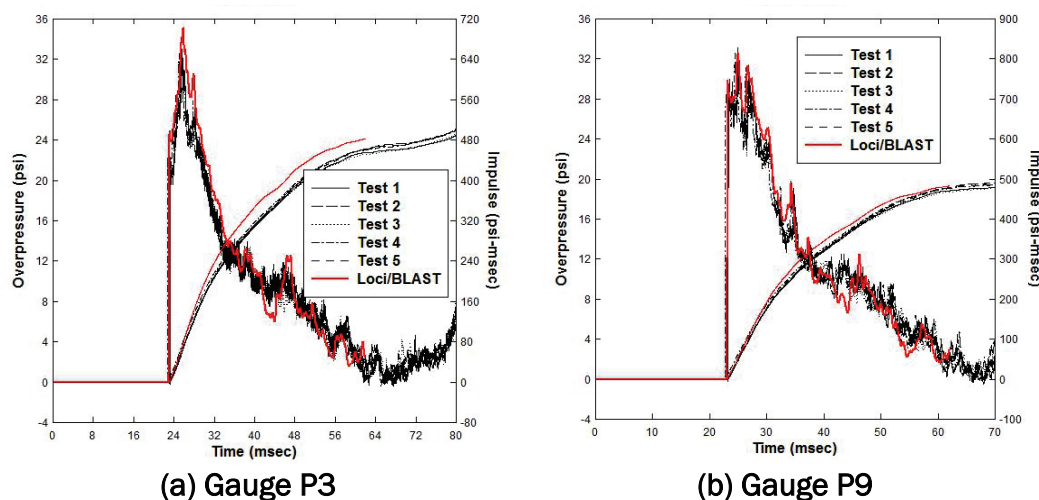 36
32
28
24
20
16
12
8
4
0
-4
Overpressure (psi)
720
640
560
480
400
320
240
160
80
0
-80
Impulse (psi-msec)
Test 1
Test 2
Test 3
Test 4
Test 5
Loci/BLAST
0 8 16 24 32 40 48 56 64 72 80
Time (msec)
(a) Gauge P3
36
32
28
24
20
16
12
8
4
0
-4
Overpressure (psi)
900
800
700
600
500
400
300
200
100
0
-100
Impulse (psi-msec)
Test 1
Test 2
Test 3
Test 4
Test 5
Loci/BLAST
0 10 20 30 40 50 60 70
Time (msec)
(b) Gauge P9